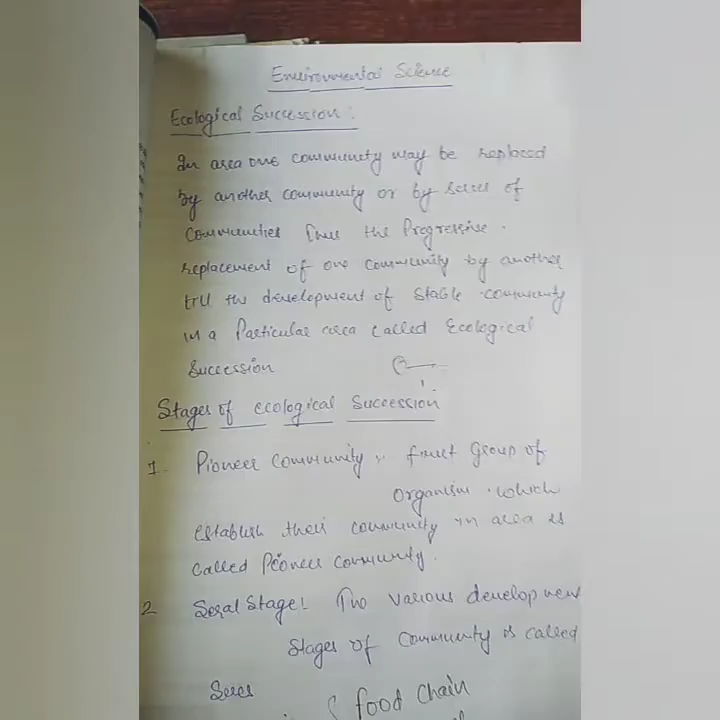 Environmental Science
Ecological Succession :
In area one community may be replaced
by another community or by series of
communities Thus the Progressive .
replacement of one community by another
till the development of Stable community
in a Particular area called Ecological
Succession
Stages of ecological Succession
1. Pioneer community :- first Group of
organism which
establish their community in area is
called Pioneer community.
2 Seral Stage : The various development
Stages of community is called
Seres
food chain